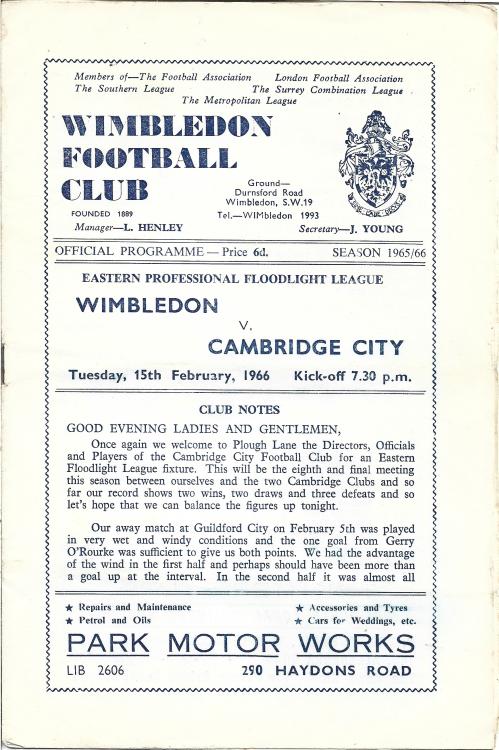 Members of—The Football Association London Football Association
The Southern League The Surrey Combination League
The Metropolitan League
WIMBLEDON
FOOTBALL
CLUB
Ground—
Durnsford Road
Wimbledon, S.W.19
FOUNDED 1889 Tel.—WIMbledon 1993
Manager—L. HENLEY Secretary—J. YOUNG
OFFICIAL PROGRAMME — Price 6d. SEASON 1965/66
EASTERN PROFESSIONAL FLOODLIGHT LEAGUE
WIMBLEDON
V.
CAMBRIDGE CITY
Tuesday, 15th February, 1966 Kick-off 7.30 p.m.
CLUB NOTES
GOOD EVENING LADIES AND GENTLEMEN,
Once again we welcome to Plough Lane the Directors, Officials
and Players of the Cambridge City Football Club for an Eastern
Floodlight League fixture. This will be the eighth and final meeting
this season between ourselves and the two Cambridge Clubs and so
far our record shows two wins, two draws and three defeats and so
let's hope that we can balance the figures up tonight.
Our away match at Guildford City on February 5th was played
in very wet and windy conditions and the one goal from Gerry
O'Rourke was sufficient to give us both points. We had the advantage
of the wind in the first half and perhaps should have been more than
a goal up at the interval. In the second half it was almost all
★ Repairs and Maintenance ★ Accessories and Tyres
★ Petrol and Oils ★ Cars for Weddings, etc.
PARK MOTOR WORKS
LIB 2606 290 HAYDONS ROAD